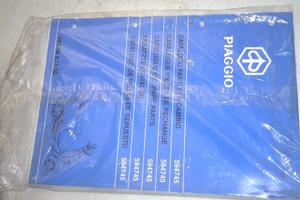 PIAGGIO
CATALOGO PARTI DI RICAMBIO 594745
CATALOGUE PIECES DE RECHANGE 594745
CATALOGUE OF SPARE PARTS 594745
594745
CATALOGO DE PIEZAS DE REPUESTO 594745